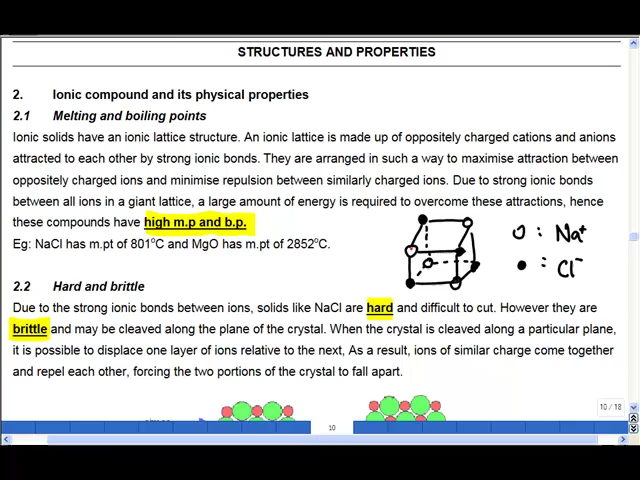 STRUCTURES AND PROPERTIES
2. Ionic compound and its physical properties
2.1 Melting and boiling points
Ionic solids have an ionic lattice structure. An ionic lattice is made up of oppositely charged cations and anions
attracted to each other by strong ionic bonds. They are arranged in such a way to maximise attraction between
oppositely charged ions and minimise repulsion between similarly charged ions. Due to strong ionic bonds
between all ions in a giant lattice, a large amount of energy is required to overcome these attractions, hence
these compounds have high m.p and b.p.
Eg: NaCl has m.pt of 801°C and MgO has m.pt of 2852°C.
○ : Na⁺
● : Cl⁻
2.2 Hard and brittle
Due to the strong ionic bonds between ions, solids like NaCl are hard and difficult to cut. However they are
brittle and may be cleaved along the plane of the crystal. When the crystal is cleaved along a particular plane,
it is possible to displace one layer of ions relative to the next, As a result, ions of similar charge come together
and repel each other, forcing the two portions of the crystal to fall apart.
10 / 18
10